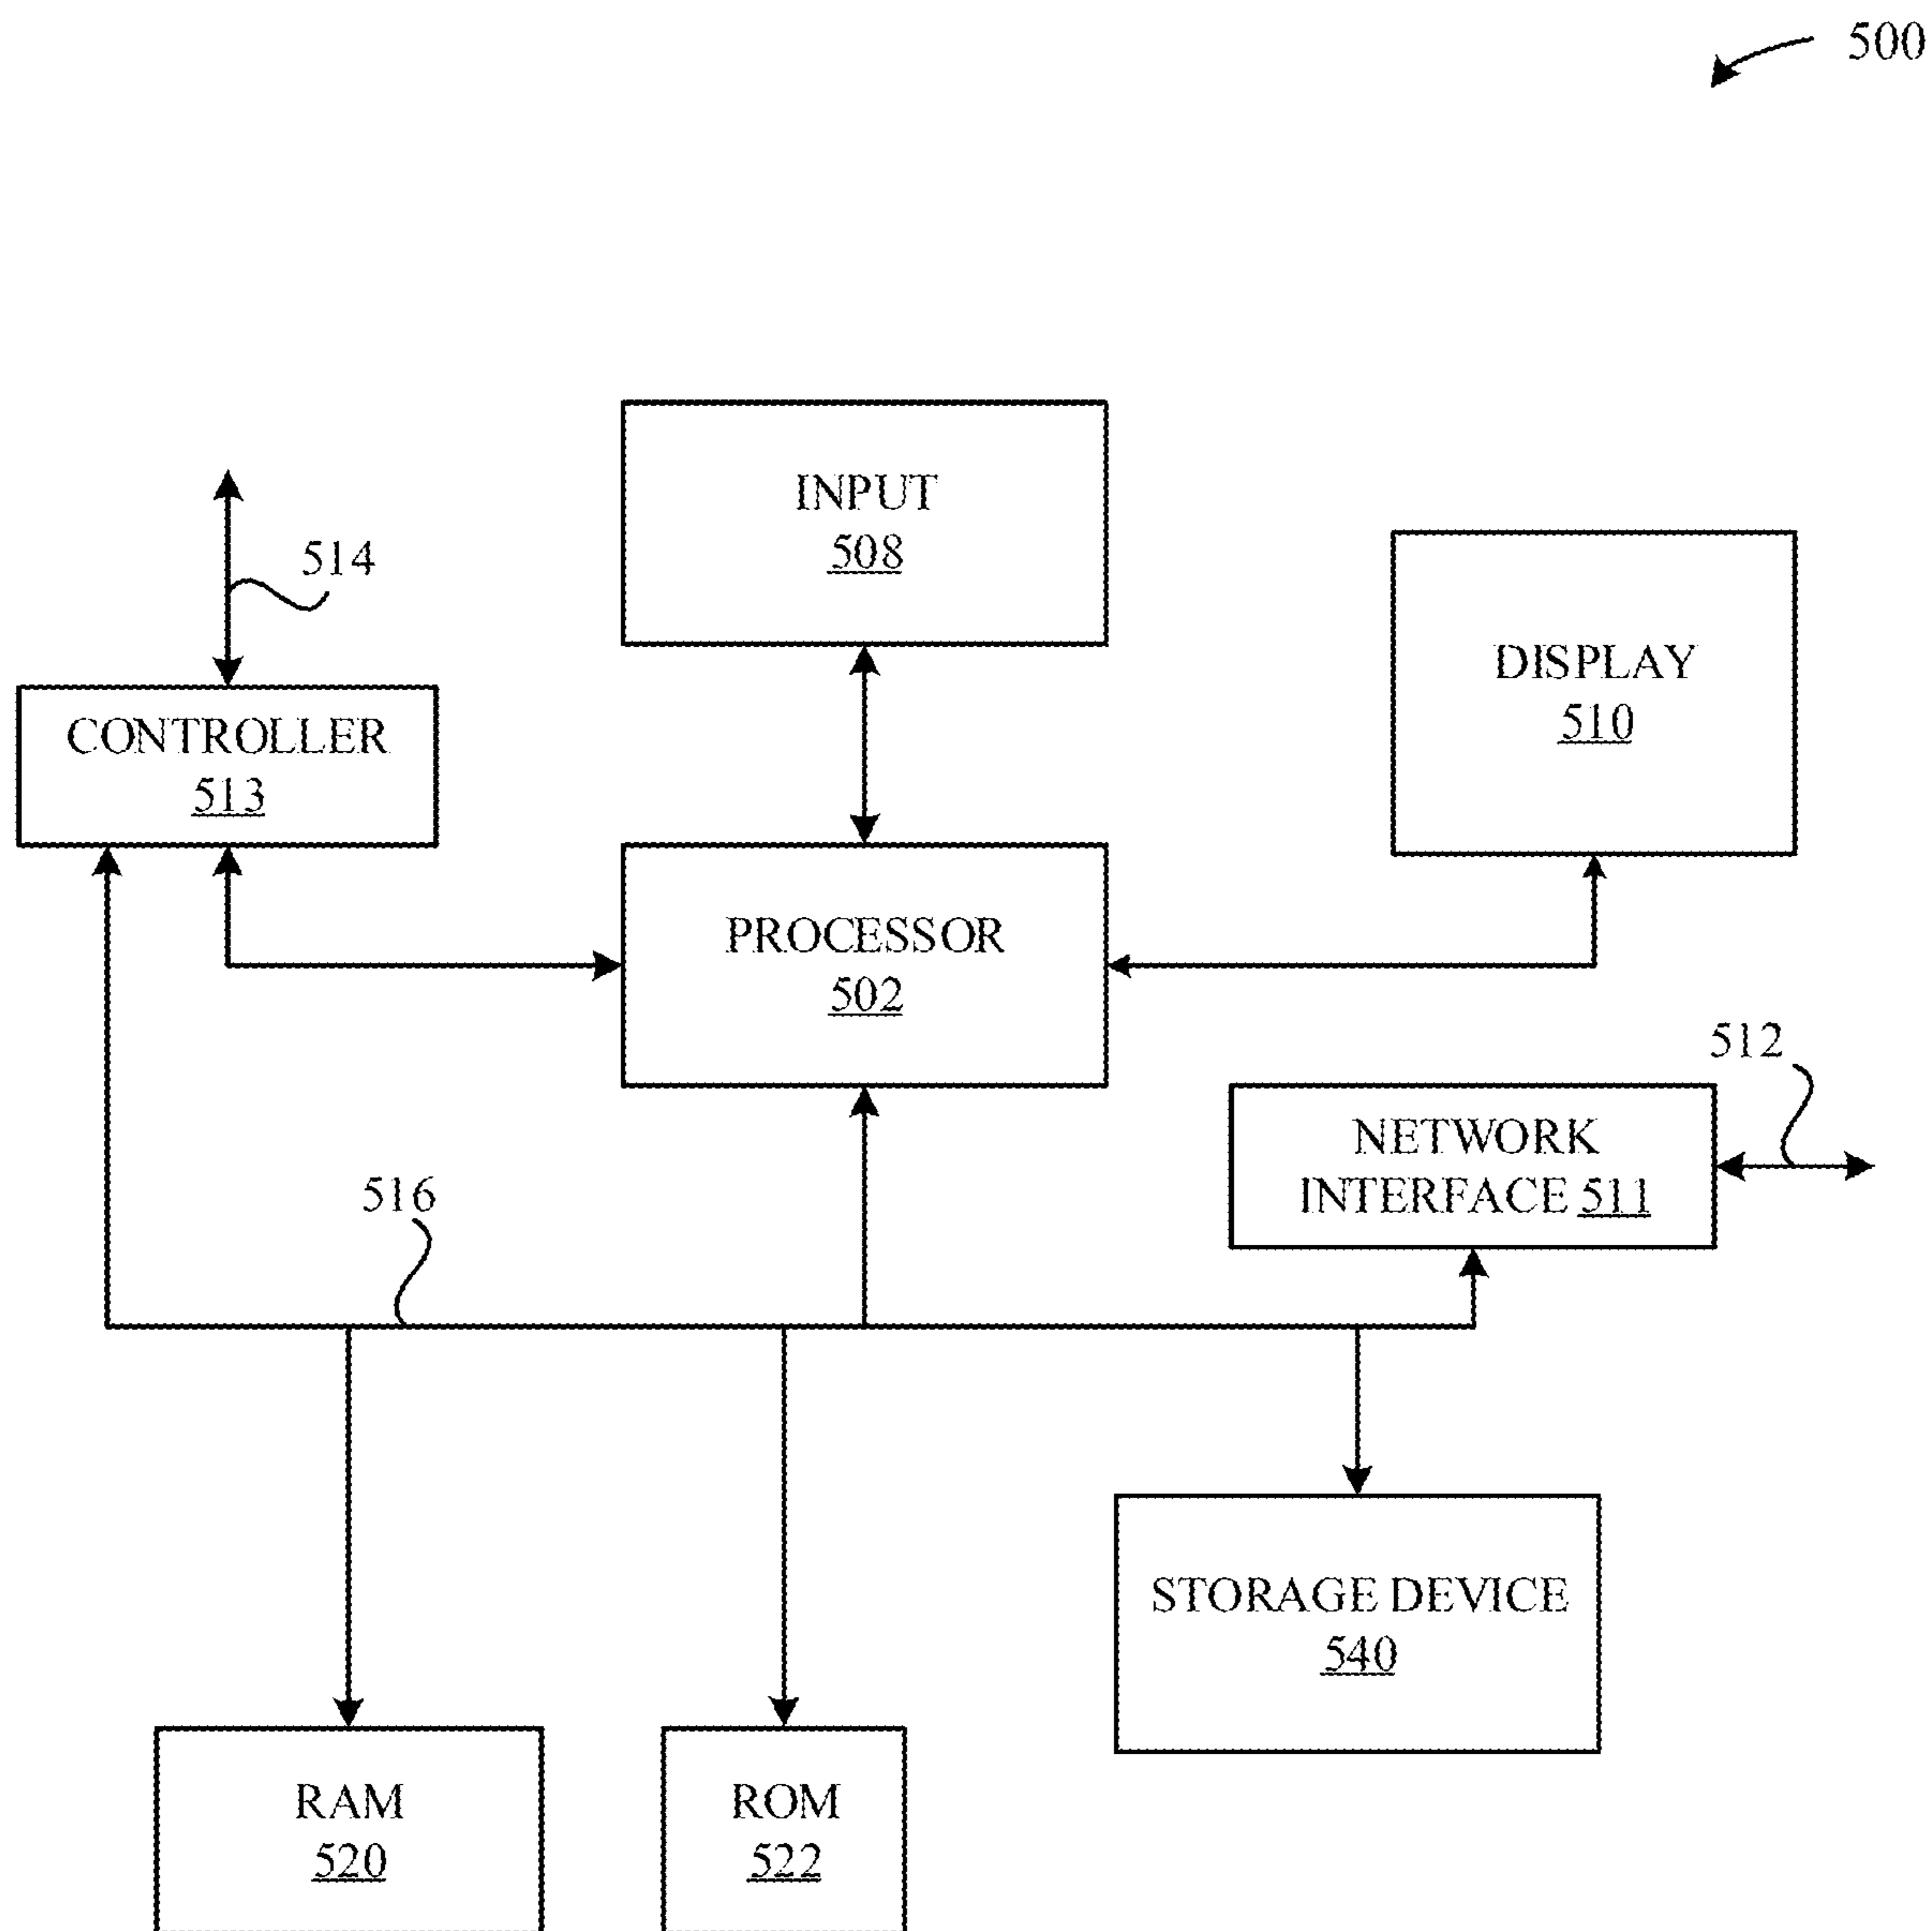 500
INPUT
508
514
DISPLAY
510
CONTROLLER
513
PROCESSOR
502
512
NETWORK
INTERFACE 511
516
STORAGE DEVICE
540
RAM
520
ROM
522